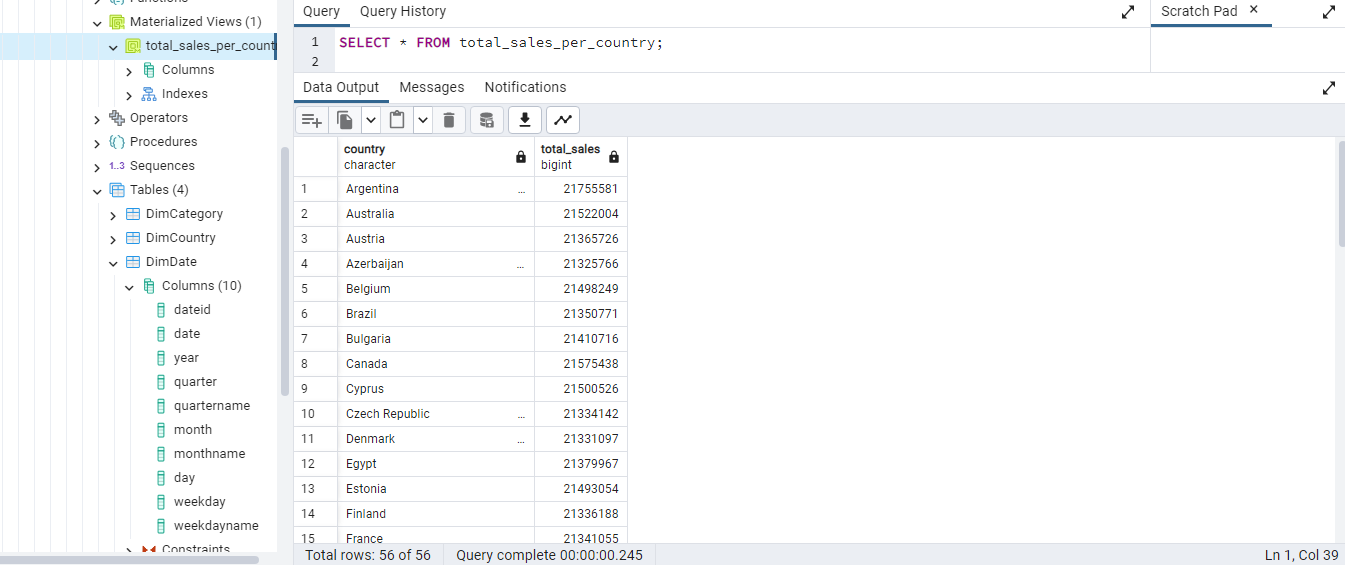 Functions
Materialized Views (1)
total_sales_per_count
Columns
Indexes
Operators
Procedures
1..3 Sequences
Tables (4)
DimCategory
DimCountry
DimDate
Columns (10)
dateid
date
year
quarter
quartername
month
monthname
day
weekday
weekdayname
Constraints
Query Query History
Scratch Pad ×
1 SELECT * FROM total_sales_per_country;
2
Data Output Messages Notifications
country total_sales
character bigint
1 Argentina ... 21755581
2 Australia 21522004
3 Austria 21365726
4 Azerbaijan ... 21325766
5 Belgium 21498249
6 Brazil 21350771
7 Bulgaria 21410716
8 Canada 21575438
9 Cyprus 21500526
10 Czech Republic ... 21334142
11 Denmark ... 21331097
12 Egypt 21379967
13 Estonia 21493054
14 Finland 21336188
15 France 21341055
Total rows: 56 of 56 Query complete 00:00:00.245 Ln 1, Col 39